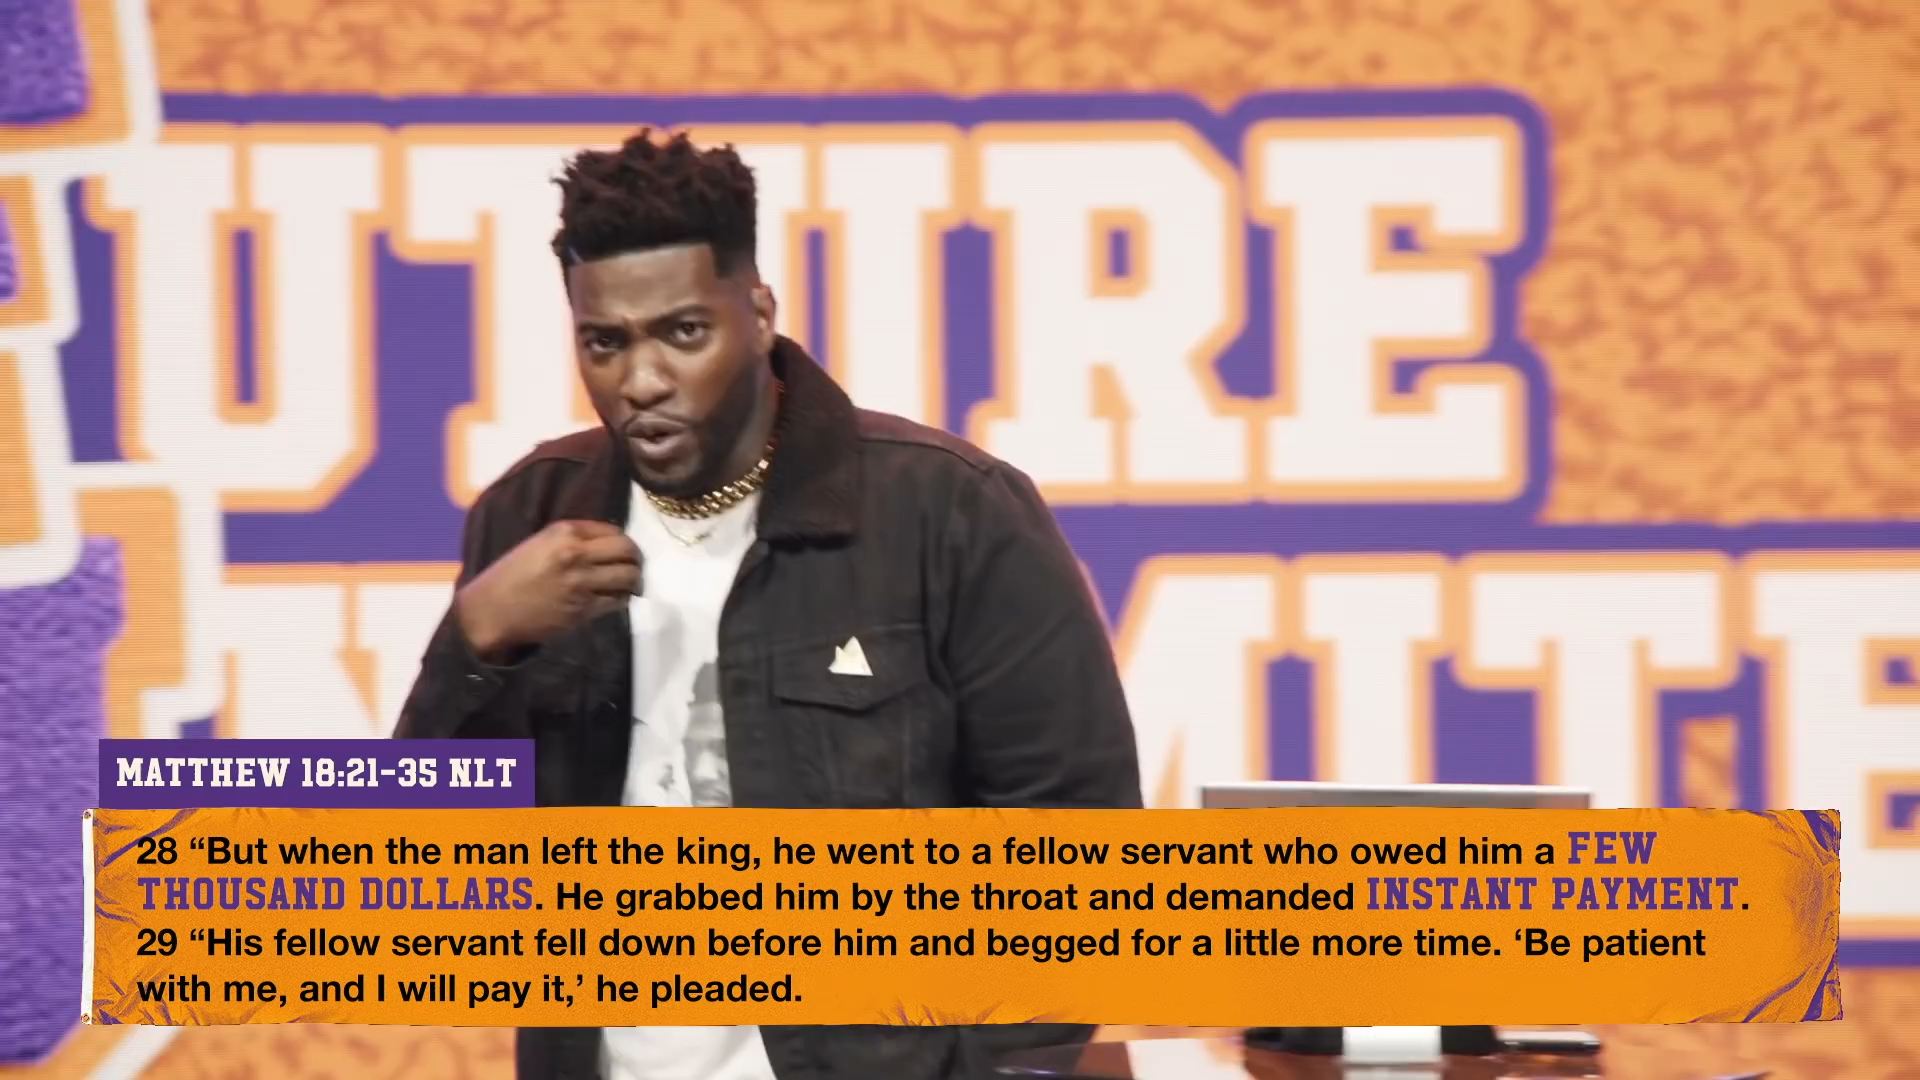 UTURE
MITE
MATTHEW 18:21-35 NLT
28 “But when the man left the king, he went to a fellow servant who owed him a FEW
THOUSAND DOLLARS. He grabbed him by the throat and demanded INSTANT PAYMENT.
29 “His fellow servant fell down before him and begged for a little more time. ‘Be patient
with me, and I will pay it,’ he pleaded.